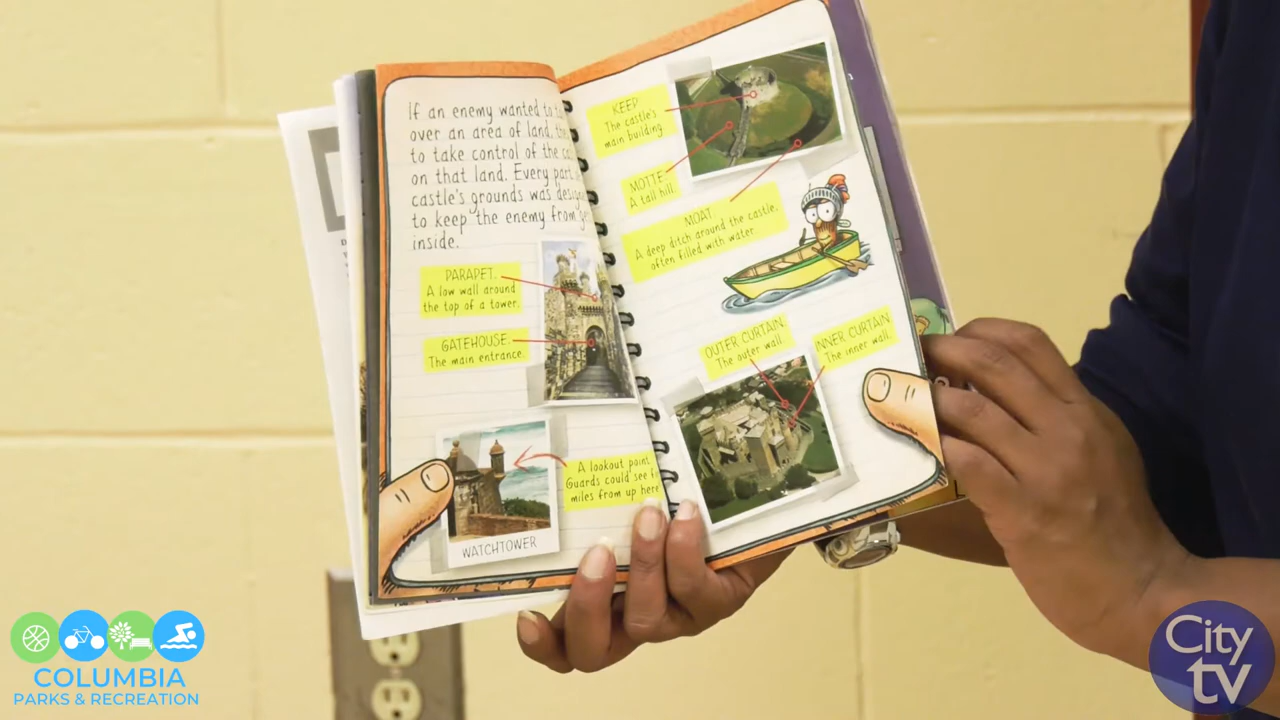 If an enemy wanted to
over an area of land,
to take control of the
on that land. Every part
castle's grounds was
to keep the enemy from
inside.
PARAPET.
A low wall around
the top of a tower.
GATEHOUSE.
The main entrance.
A lookout point.
Guards could see
miles from up here
WATCHTOWER
KEEP
The castle's
main building
MOTTE.
A tall hill.
MOAT.
A deep ditch around the castle,
often filled with water.
OUTER CURTAIN.
The outer wall.
INNER CURTAIN.
The inner wall.
COLUMBIA
PARKS & RECREATION
City
tv